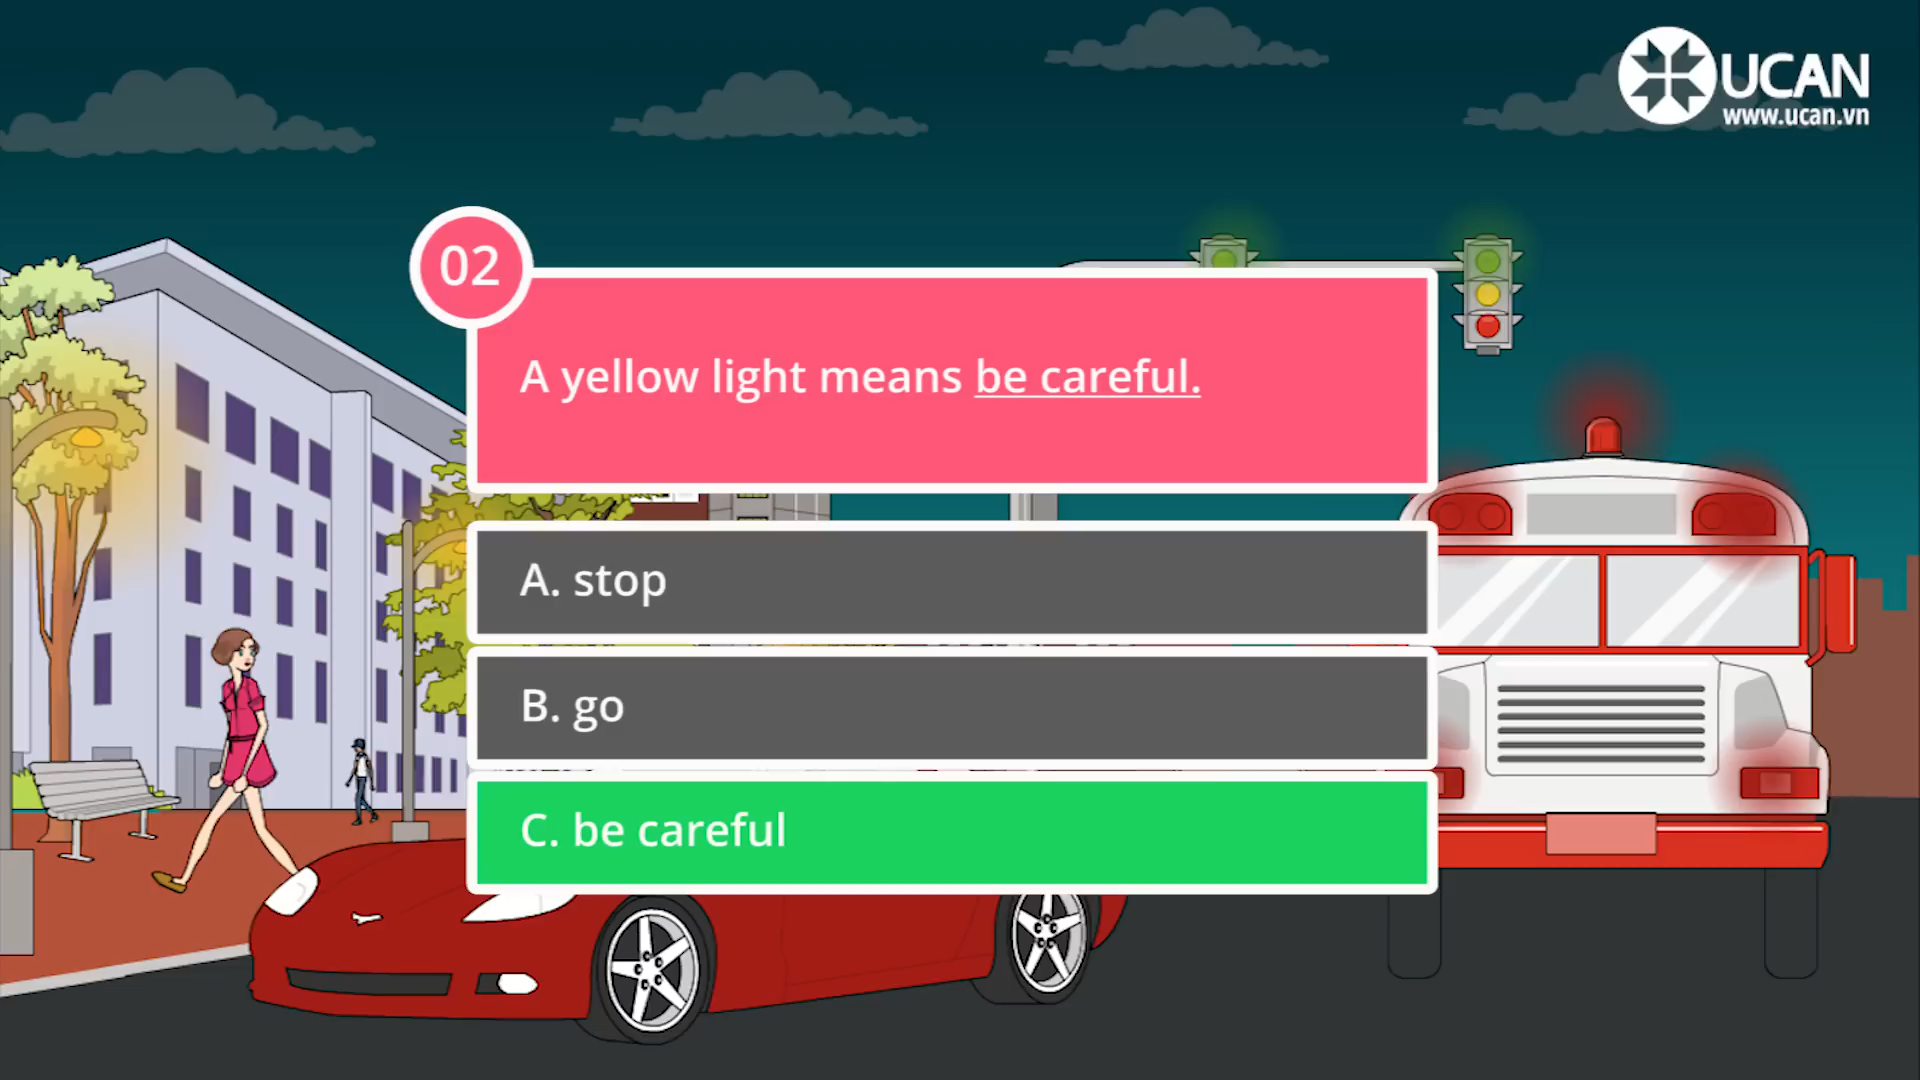 UCAN
www.ucan.vn
02
A yellow light means be careful.
A. stop
B. go
C. be careful